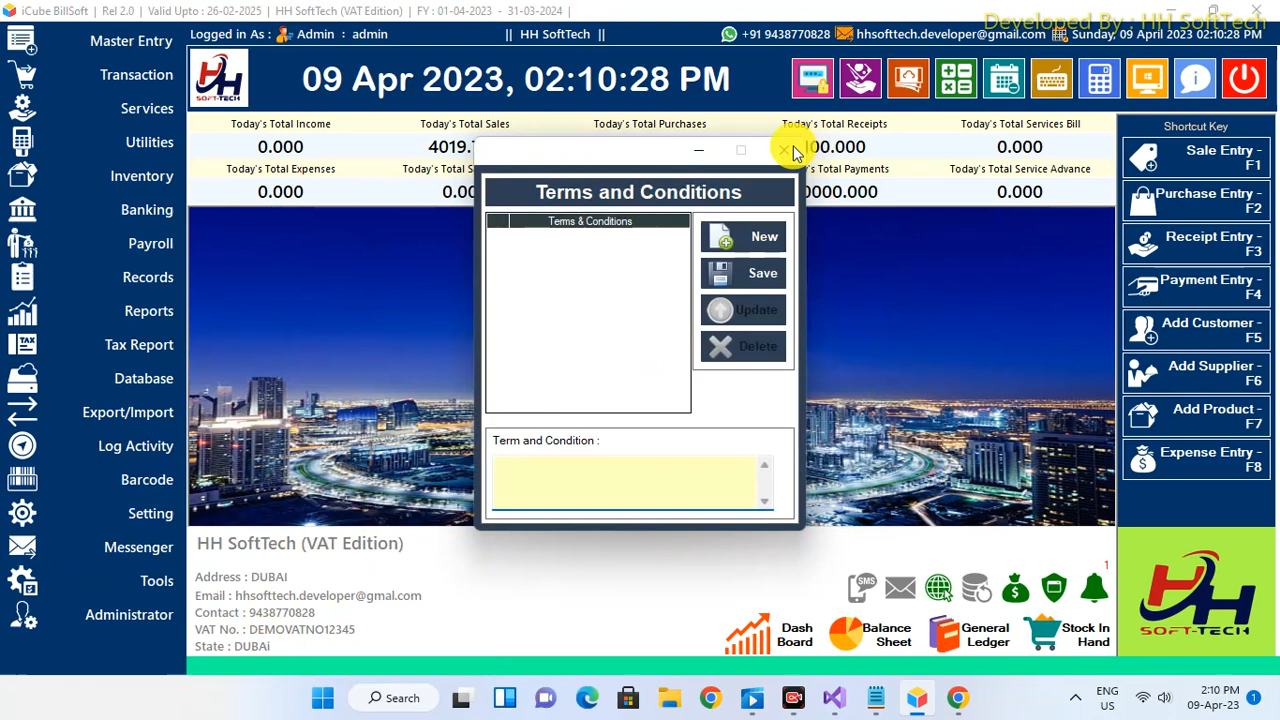 iCube BillSoft | Rel 2.0 | Valid Upto : 26-02-2025 | HH SoftTech (VAT Edition) | FY : 01-04-2023 - 31-03-2024 |
Developed By : HH SoftTech
Logged in As : Admin : admin || HH SoftTech || +91 9438770828 hhsofttech.developer@gmail.com Sunday, 09 April 2023, 02:10:28 PM
Master Entry
Transaction
Services
Utilities
Inventory
Banking
Payroll
Records
Reports
Tax Report
Database
Export/Import
Log Activity
Barcode
Setting
Messenger
Tools
Administrator
HH
SOFT-TECH
09 Apr 2023, 02:10:28 PM
Today's Total Income
Today's Total Sales
Today's Total Purchases
Today's Total Receipts
Today's Total Services Bill
0.000
4019.
0.000
Today's Total Expenses
Total Payments
Today's Total Service Advance
0.000
0.000
Terms and Conditions
Terms & Conditions
New
Save
Update
Delete
Term and Condition :
Shortcut Key
Sale Entry - F1
Purchase Entry - F2
Receipt Entry - F3
Payment Entry - F4
Add Customer - F5
Add Supplier - F6
Add Product - F7
Expense Entry - F8
HH SoftTech (VAT Edition)
Address : DUBAI
Email : hhsofttech.developer@gmal.com
Contact : 9438770828
VAT No. : DEMOVATNO12345
State : DUBAi
SMS
1
Dash Board
Balance Sheet
General Ledger
Stock In Hand
HH
SOFT-TECH
Search
ENG
US
2:10 PM
09-Apr-23
1